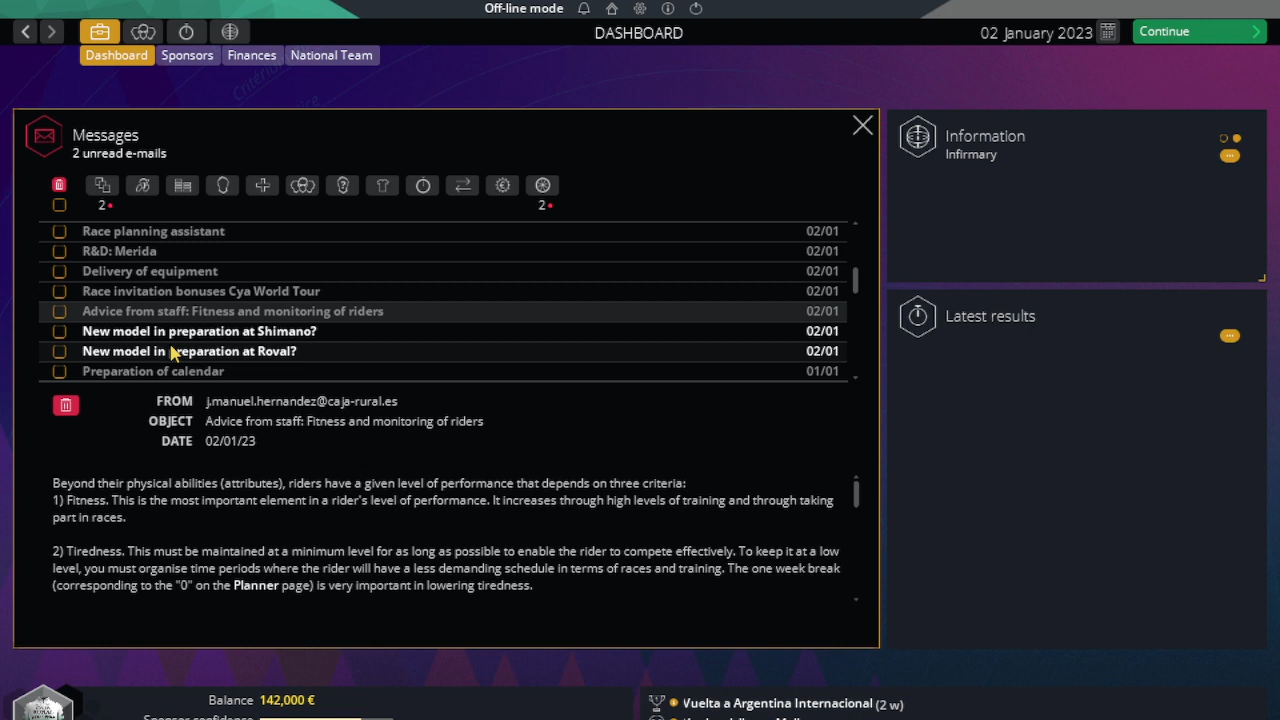 Off-line mode
DASHBOARD
02 January 2023
Continue
Dashboard
Sponsors
Finances
National Team
Messages
2 unread e-mails
2
2
Race planning assistant 02/01
R&D: Merida 02/01
Delivery of equipment 02/01
Race invitation bonuses Cya World Tour 02/01
Advice from staff: Fitness and monitoring of riders 02/01
New model in preparation at Shimano? 02/01
New model in preparation at Roval? 02/01
Preparation of calendar 01/01
FROM j.manuel.hernandez@caja-rural.es
OBJECT Advice from staff: Fitness and monitoring of riders
DATE 02/01/23
Beyond their physical abilities (attributes), riders have a given level of performance that depends on three criteria:
1) Fitness. This is the most important element in a rider's level of performance. It increases through high levels of training and through taking
part in races.
2) Tiredness. This must be maintained at a minimum level for as long as possible to enable the rider to compete effectively. To keep it at a low
level, you must organise time periods where the rider will have a less demanding schedule in terms of races and training. The one week break
(corresponding to the "0" on the Planner page) is very important in lowering tiredness.
Information
Infirmary
Latest results
Balance 142,000 €
Sponsor confidence
Vuelta a Argentina Internacional (2 w)